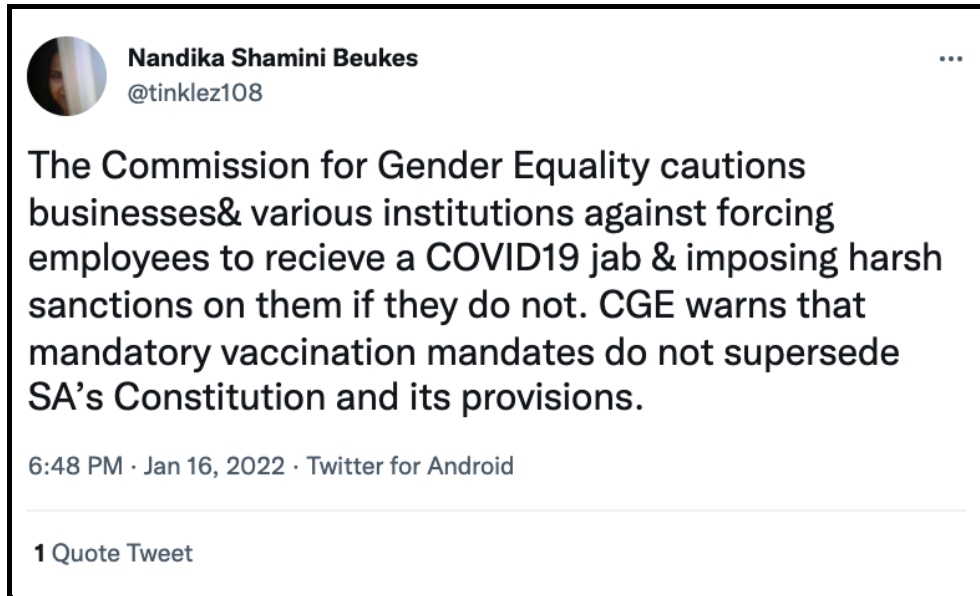 Nandika Shamini Beukes
@tinklez108
The Commission for Gender Equality cautions
businesses& various institutions against forcing
employees to recieve a COVID19 jab & imposing harsh
sanctions on them if they do not. CGE warns that
mandatory vaccination mandates do not supersede
SA’s Constitution and its provisions.
6:48 PM · Jan 16, 2022 · Twitter for Android
1 Quote Tweet